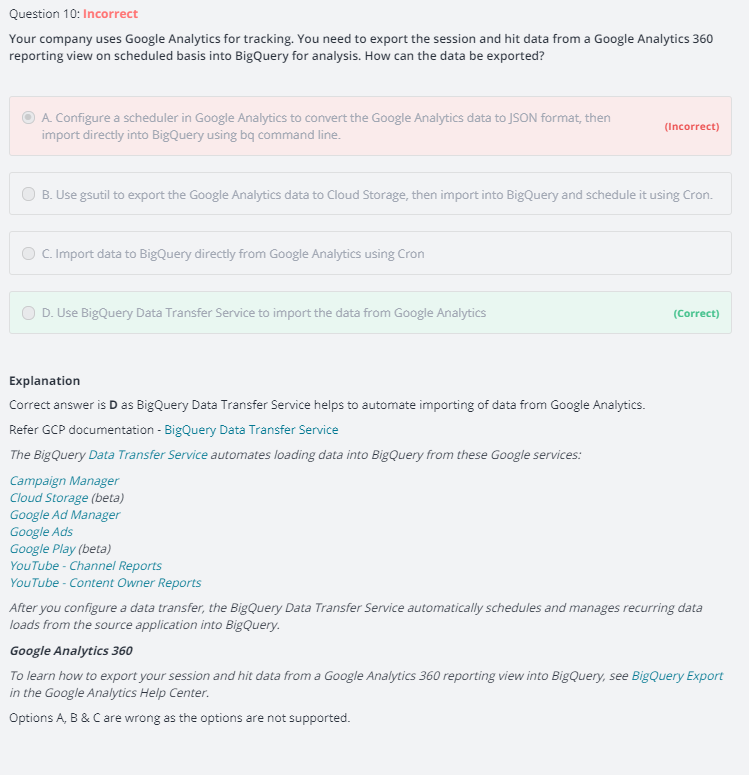 Question 10: Incorrect
Your company uses Google Analytics for tracking. You need to export the session and hit data from a Google Analytics 360
reporting view on scheduled basis into BigQuery for analysis. How can the data be exported?
A. Configure a scheduler in Google Analytics to convert the Google Analytics data to JSON format, then
import directly into BigQuery using bq command line.
(Incorrect)
B. Use gsutil to export the Google Analytics data to Cloud Storage, then import into BigQuery and schedule it using Cron.
C. Import data to BigQuery directly from Google Analytics using Cron
D. Use BigQuery Data Transfer Service to import the data from Google Analytics
(Correct)
Explanation
Correct answer is D as BigQuery Data Transfer Service helps to automate importing of data from Google Analytics.
Refer GCP documentation - BigQuery Data Transfer Service
The BigQuery Data Transfer Service automates loading data into BigQuery from these Google services:
Campaign Manager
Cloud Storage (beta)
Google Ad Manager
Google Ads
Google Play (beta)
YouTube - Channel Reports
YouTube - Content Owner Reports
After you configure a data transfer, the BigQuery Data Transfer Service automatically schedules and manages recurring data
loads from the source application into BigQuery.
Google Analytics 360
To learn how to export your session and hit data from a Google Analytics 360 reporting view into BigQuery, see BigQuery Export
in the Google Analytics Help Center.
Options A, B & C are wrong as the options are not supported.